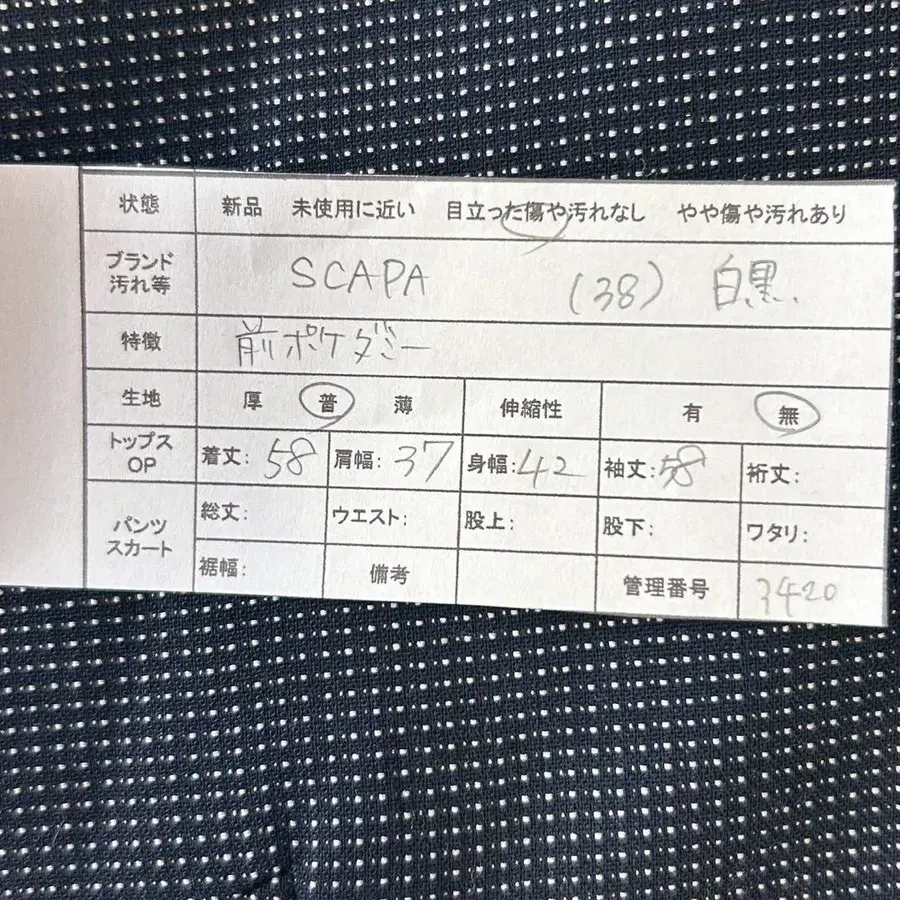 状態 新品 未使用に近い 目立った傷や汚れなし やや傷や汚れあり
ブランド 汚れ等 SCAPA (38) 白黒
特徴 前ポケダミー
生地 厚 普 薄 伸縮性 有 無
トップス OP 着丈: 58 肩幅: 37 身幅: 42 袖丈: 58 裄丈:
パンツ スカート 総丈: ウエスト: 股上: 股下: ワタリ:
裾幅: 備考 管理番号 3420